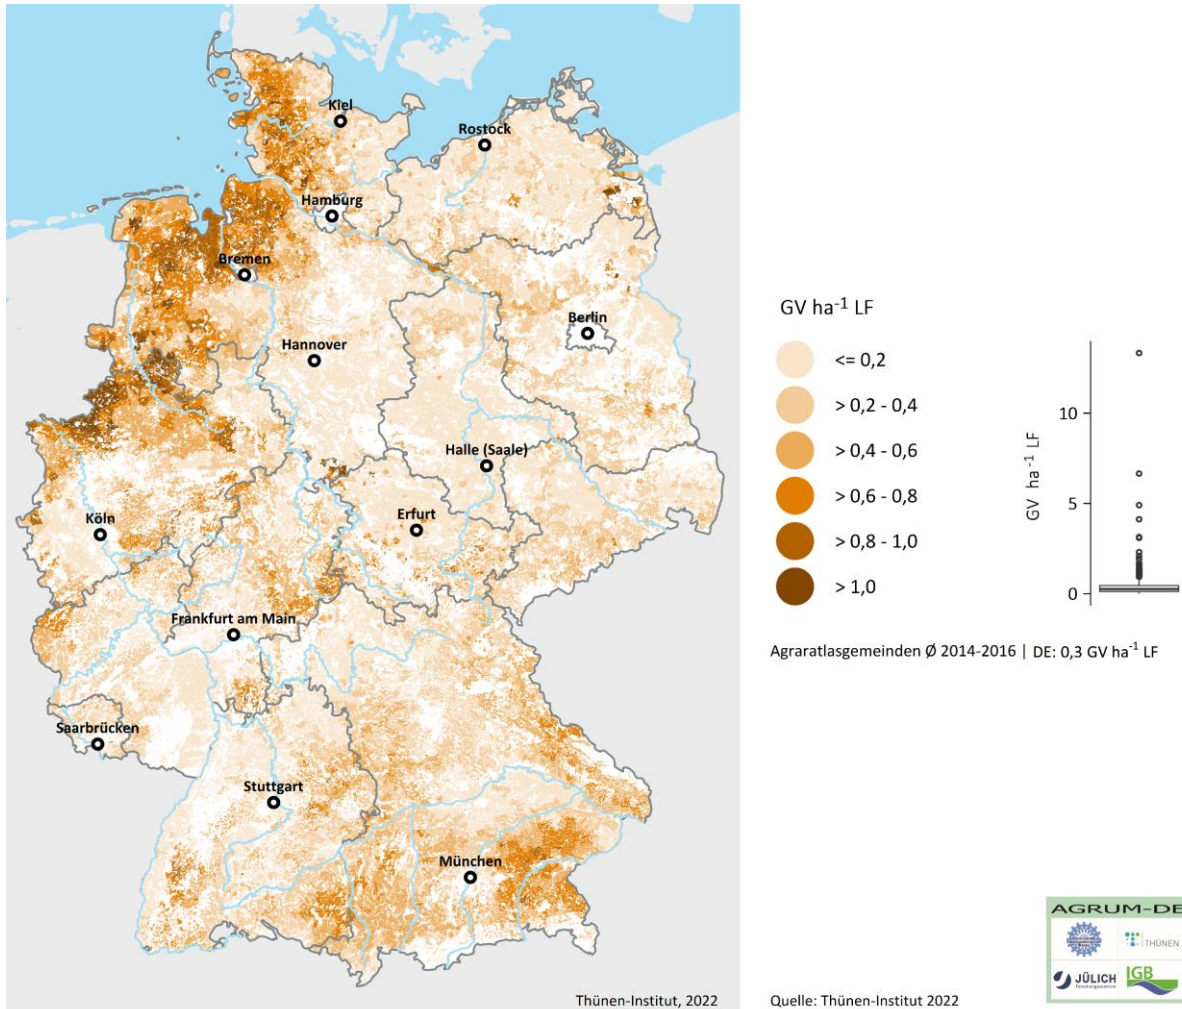 Kiel
Rostock
Hamburg
Bremen
Berlin
Hannover
Halle (Saale)
Köln
Erfurt
Frankfurt am Main
Saarbrücken
Stuttgart
München
Thünen-Institut, 2022
GV ha⁻¹ LF
<= 0,2
> 0,2 - 0,4
> 0,4 - 0,6
> 0,6 - 0,8
> 0,8 - 1,0
> 1,0
GV ha⁻¹ LF
10
5
0
Agraratlasgemeinden Ø 2014-2016 | DE: 0,3 GV ha⁻¹ LF
Quelle: Thünen-Institut 2022
AGRUM-DE
THÜNEN
JÜLICH
Forschungszentrum
IGB